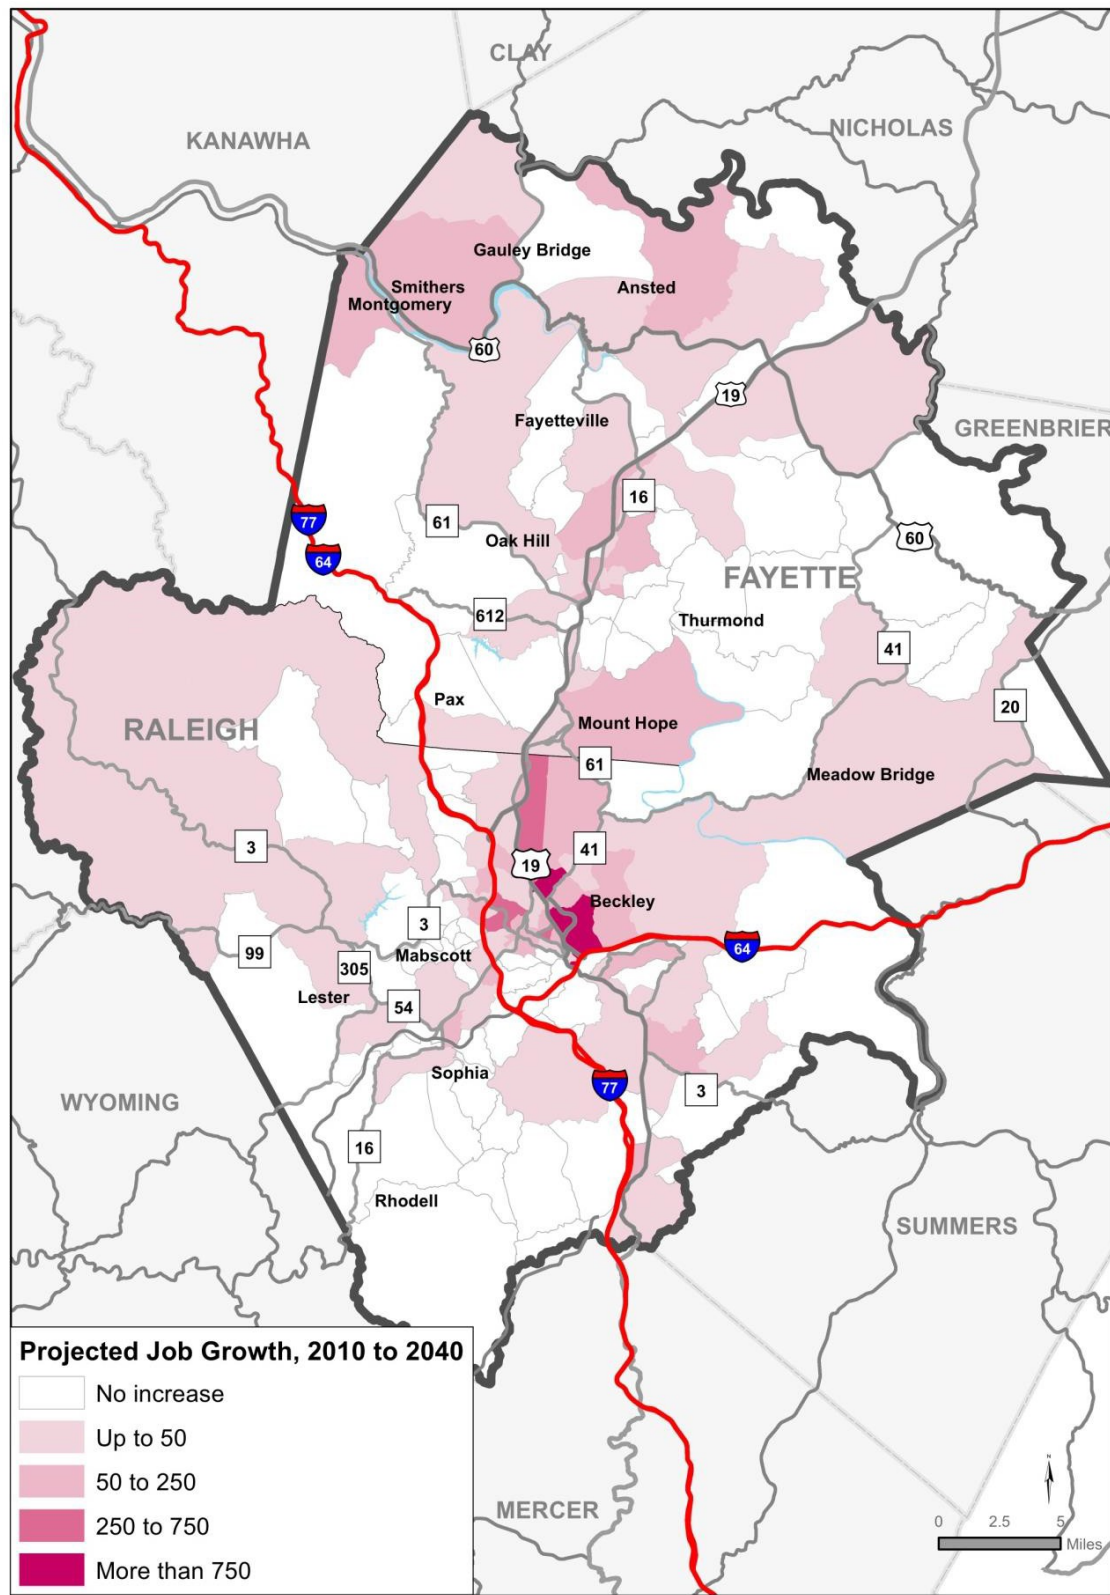 CLAY
NICHOLAS
KANAWHA
Gauley Bridge
Smithers
Montgomery
Ansted
60
19
Fayetteville
GREENBRIER
16
77
61
60
Oak Hill
64
FAYETTE
612
Thurmond
41
Pax
20
RALEIGH
Mount Hope
61
Meadow Bridge
3
41
19
Beckley
3
64
99
Mabscott
305
Lester
54
Sophia
77
3
WYOMING
16
Rhodell
SUMMERS
Projected Job Growth, 2010 to 2040
No increase
Up to 50
50 to 250
250 to 750
More than 750
MERCER
N
0 2.5 5
Miles